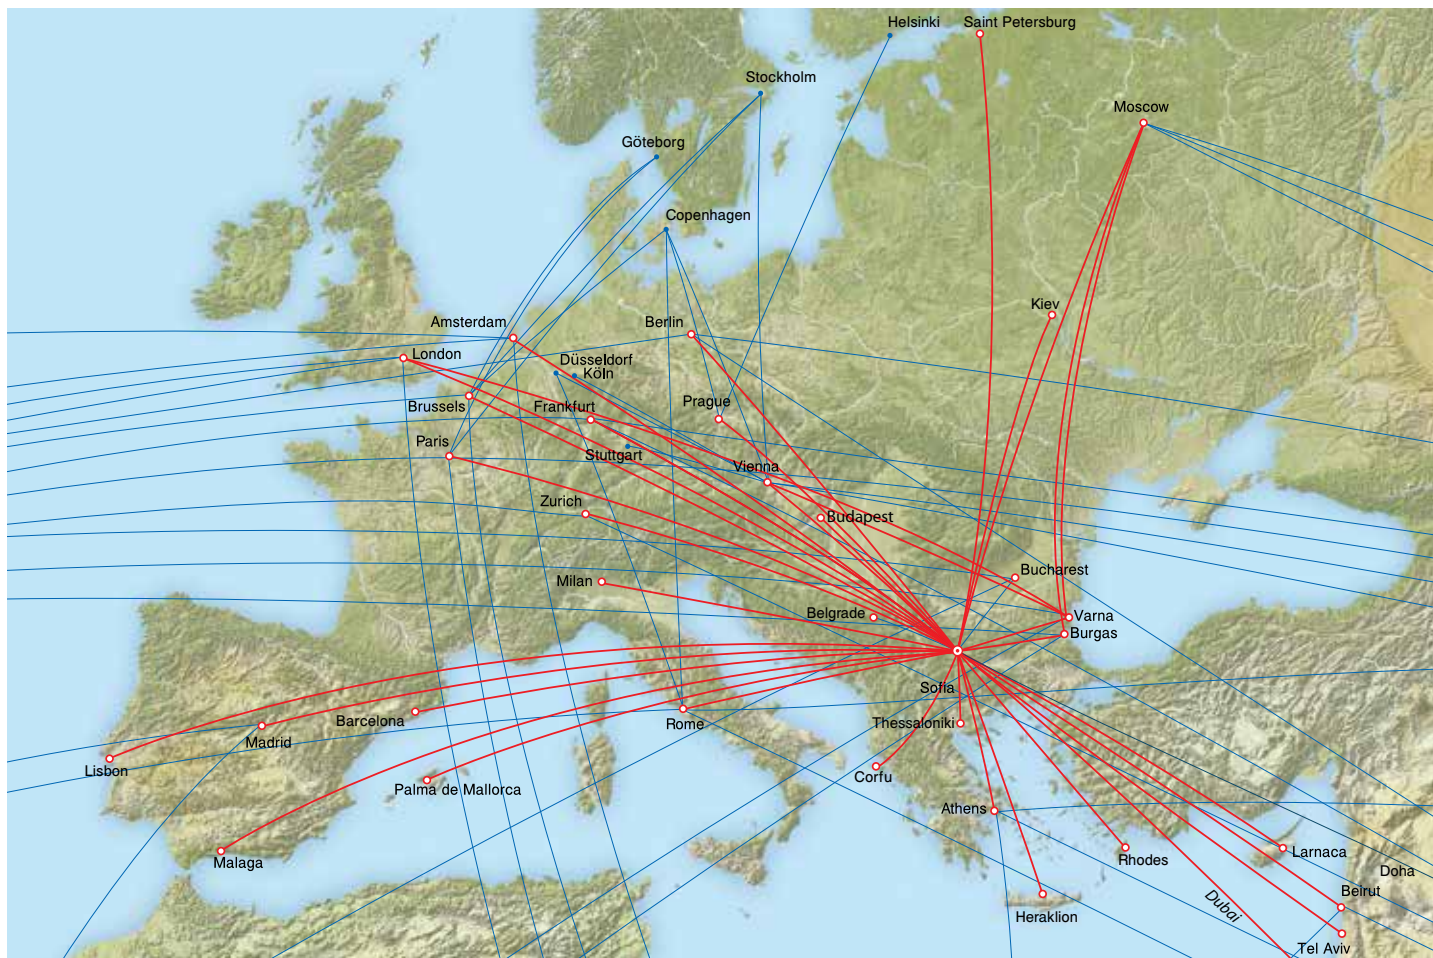 Helsinki
Saint Petersburg
Stockholm
Moscow
Göteborg
Copenhagen
Kiev
Amsterdam
Berlin
London
Düsseldorf
Köln
Brussels
Frankfurt
Prague
Paris
Stuttgart
Vienna
Zurich
Budapest
Bucharest
Milan
Belgrade
Varna
Burgas
Sofia
Barcelona
Rome
Thessaloniki
Madrid
Lisbon
Corfu
Palma de Mallorca
Athens
Malaga
Rhodes
Larnaca
Doha
Beirut
Dubai
Heraklion
Tel Aviv